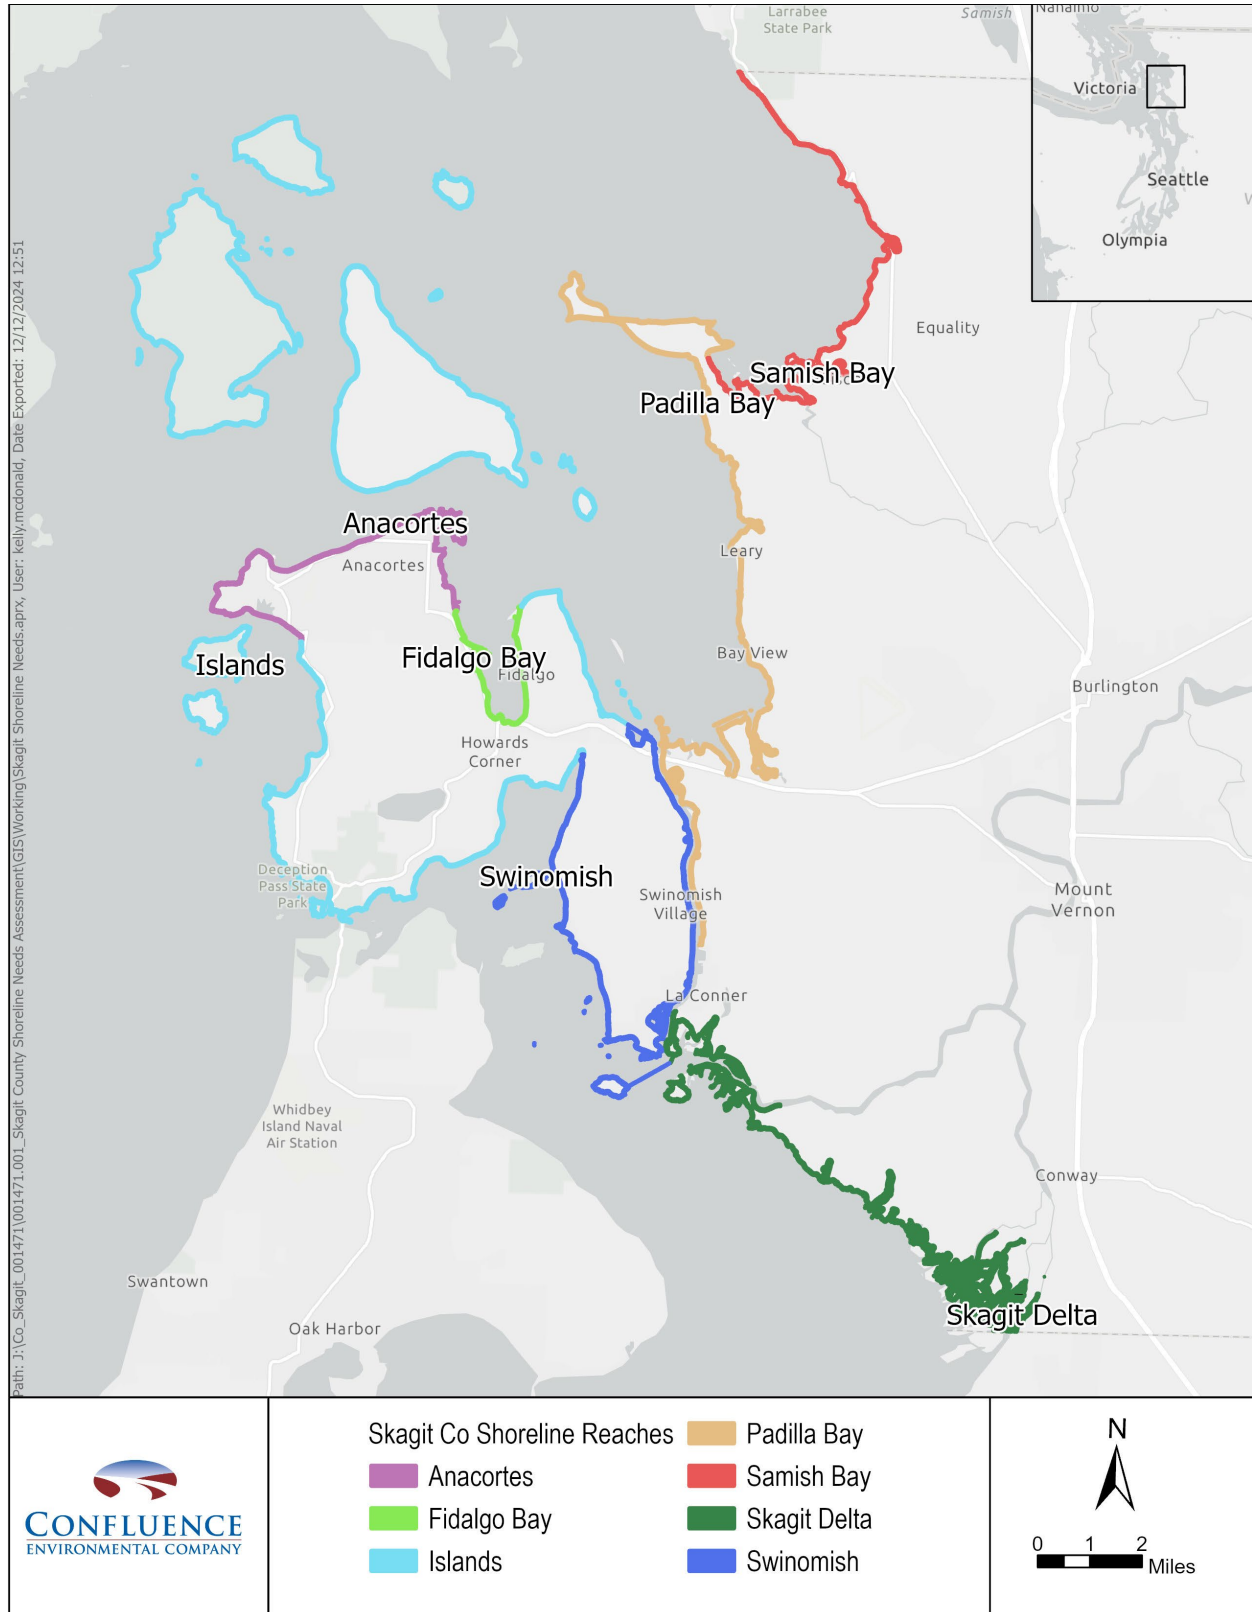 Larrabee
State Park
Samish
Nanaimo
Victoria
Seattle
Olympia
Equality
Samish Bay
Padilla Bay
Anacortes
Anacortes
Leary
Islands
Fidalgo Bay
Fidalgo
Bay View
Burlington
Howards
Corner
Deception
Pass State
Park
Swinomish
Swinomish
Village
Mount
Vernon
La Conner
Whidbey
Island Naval
Air Station
Conway
Swantown
Oak Harbor
Skagit Delta
Path: J:\Co_Skagit_001471\001471.001_Skagit County Shoreline Needs Assessment\GIS\Working\Skagit Shoreline Needs.aprx, User: kelly.mcdonald, Date Exported: 12/12/2024 12:51
CONFLUENCE
ENVIRONMENTAL COMPANY
Skagit Co Shoreline Reaches
Anacortes
Fidalgo Bay
Islands
Padilla Bay
Samish Bay
Skagit Delta
Swinomish
N
0 1 2
Miles